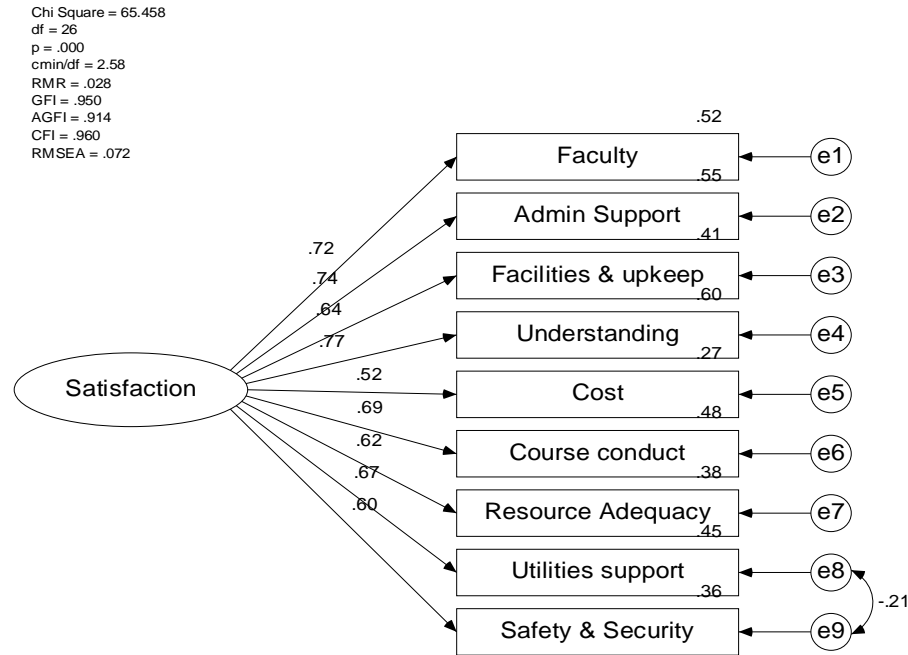 Chi Square = 65.458
df = 26
p = .000
cmin/df = 2.58
RMR = .028
GFI = .950
AGFI = .914
CFI = .960
RMSEA = .072
.52
Faculty
e1
.55
Admin Support
e2
.41
Facilities & upkeep
e3
.60
Understanding
e4
.27
Cost
e5
.48
Course conduct
e6
.38
Resource Adequacy
e7
.45
Utilities support
e8
.36
Safety & Security
e9
-.21
.72
.74
.64
.77
.52
.69
.62
.67
.60
Satisfaction